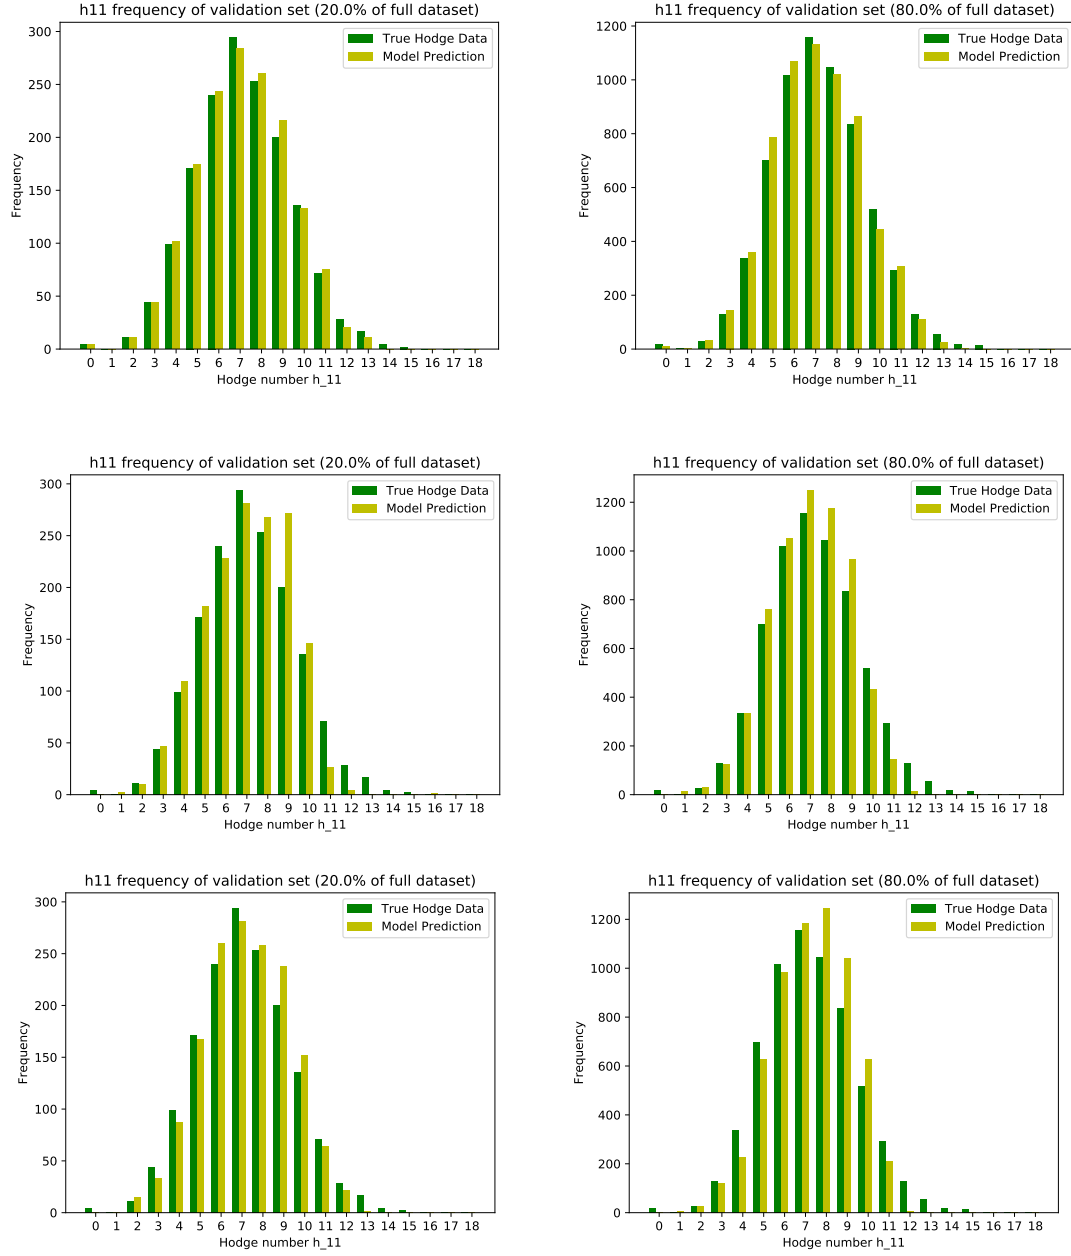 h11 frequency of validation set (20.0% of full dataset)
True Hodge Data
Model Prediction
300
250
200
150
100
50
0
Frequency
0 1 2 3 4 5 6 7 8 9 10 11 12 13 14 15 16 17 18
Hodge number h_11
h11 frequency of validation set (80.0% of full dataset)
True Hodge Data
Model Prediction
1200
1000
800
600
400
200
0
Frequency
0 1 2 3 4 5 6 7 8 9 10 11 12 13 14 15 16 17 18
Hodge number h_11
h11 frequency of validation set (20.0% of full dataset)
True Hodge Data
Model Prediction
300
250
200
150
100
50
0
Frequency
0 1 2 3 4 5 6 7 8 9 10 11 12 13 14 15 16 17 18
Hodge number h_11
h11 frequency of validation set (80.0% of full dataset)
True Hodge Data
Model Prediction
1200
1000
800
600
400
200
0
Frequency
0 1 2 3 4 5 6 7 8 9 10 11 12 13 14 15 16 17 18
Hodge number h_11
h11 frequency of validation set (20.0% of full dataset)
True Hodge Data
Model Prediction
300
250
200
150
100
50
0
Frequency
0 1 2 3 4 5 6 7 8 9 10 11 12 13 14 15 16 17 18
Hodge number h_11
h11 frequency of validation set (80.0% of full dataset)
True Hodge Data
Model Prediction
1200
1000
800
600
400
200
0
Frequency
0 1 2 3 4 5 6 7 8 9 10 11 12 13 14 15 16 17 18
Hodge number h_11